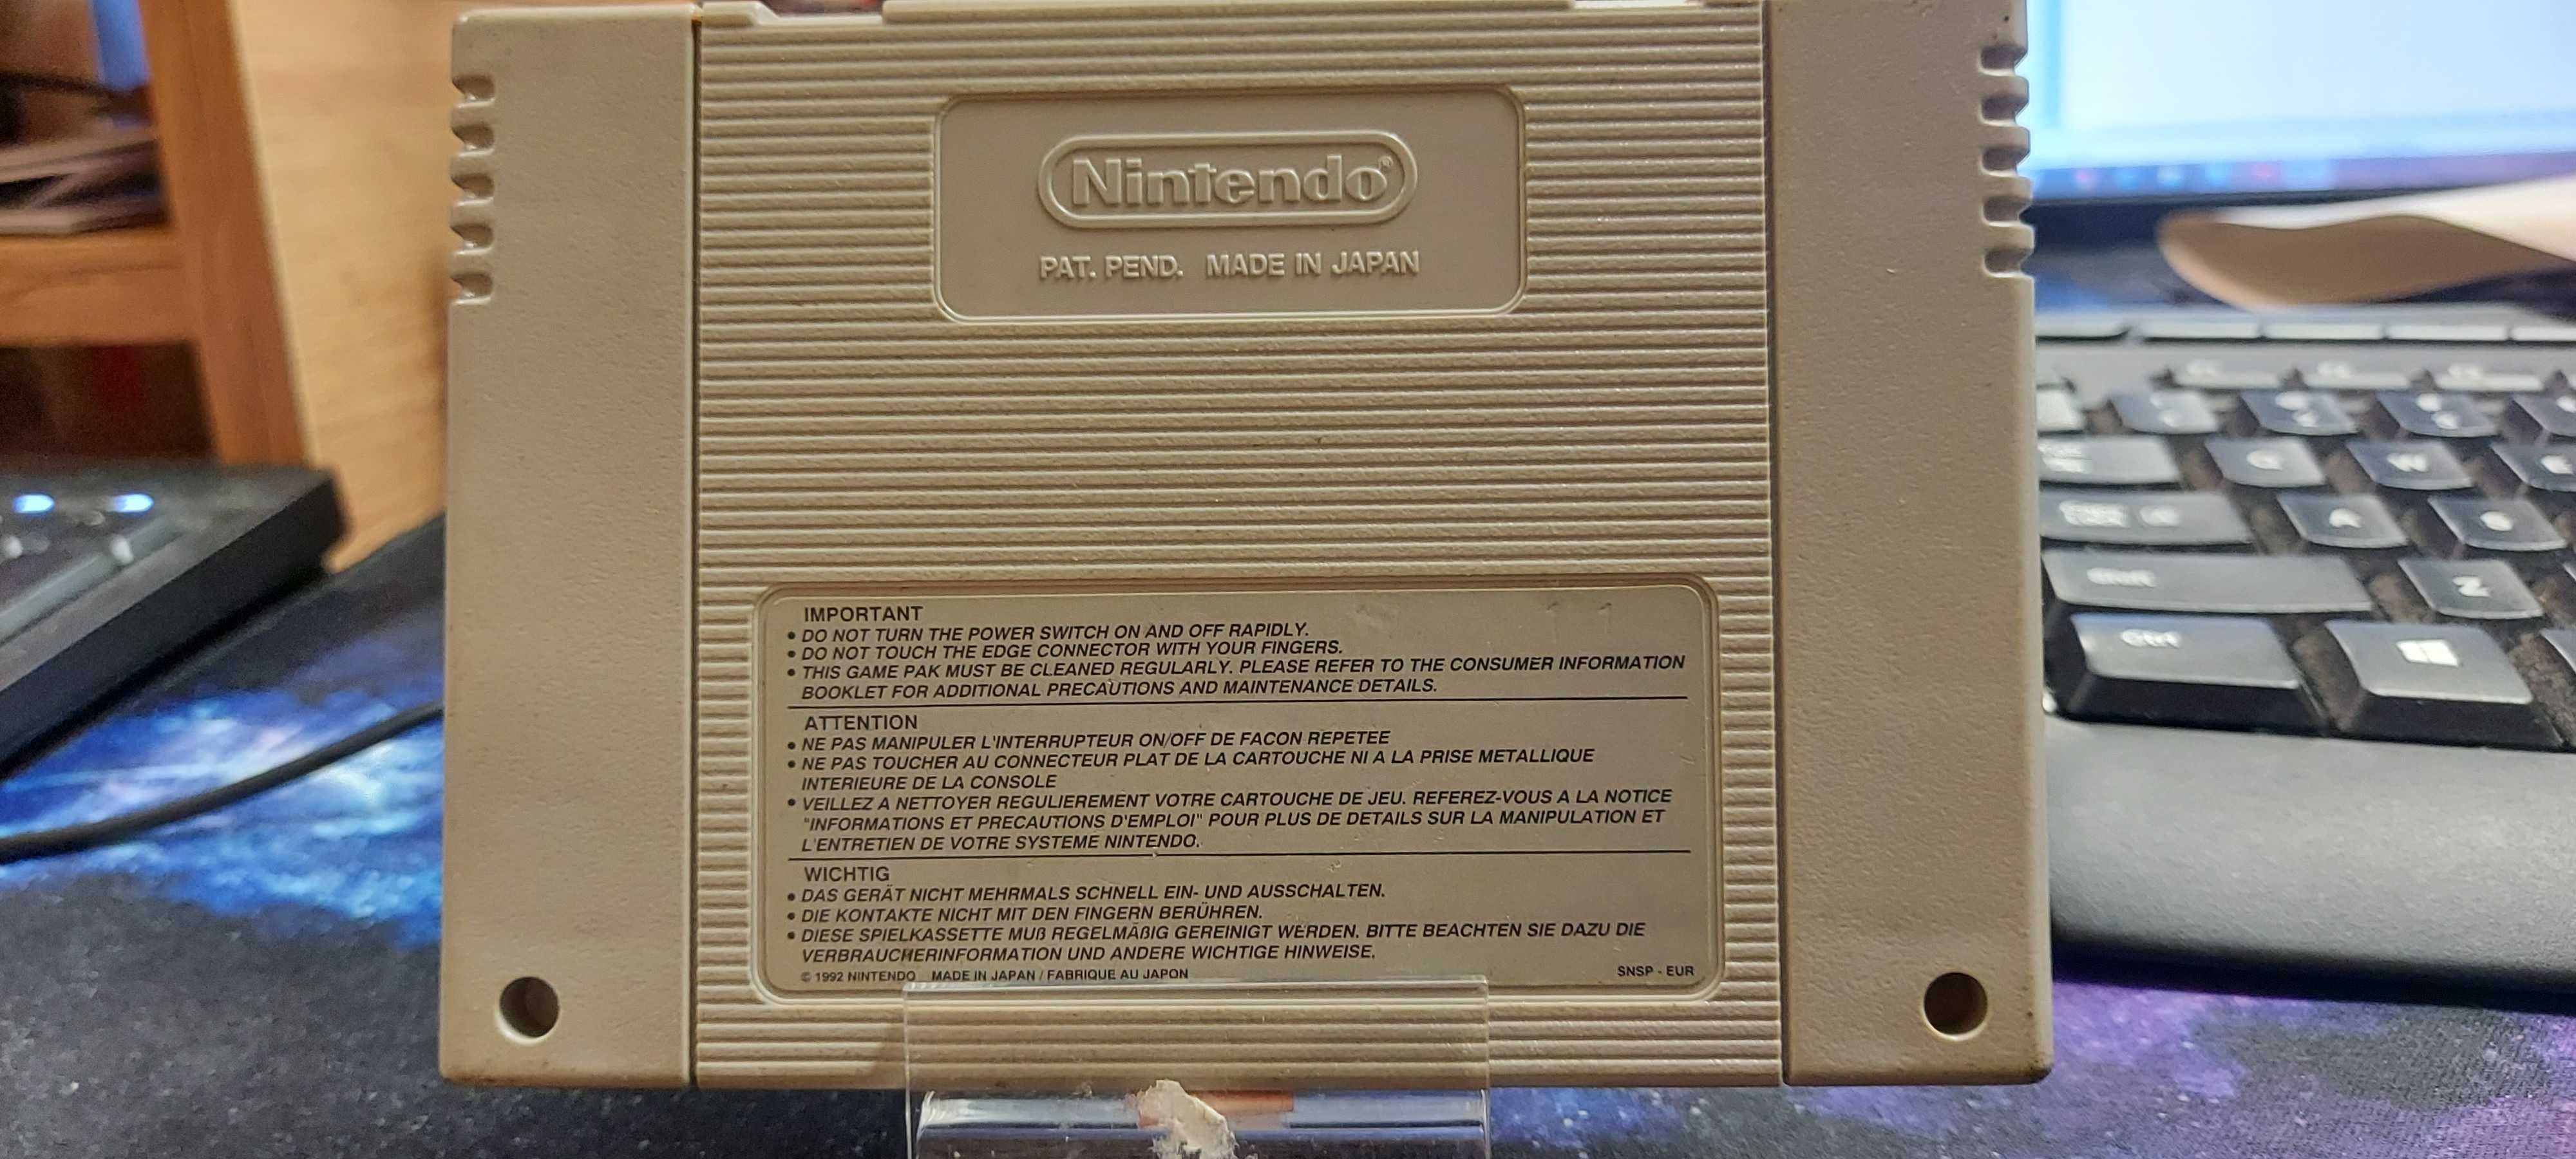 Nintendo®
PAT. PEND. MADE IN JAPAN
IMPORTANT
• DO NOT TURN THE POWER SWITCH ON AND OFF RAPIDLY.
• DO NOT TOUCH THE EDGE CONNECTOR WITH YOUR FINGERS.
• THIS GAME PAK MUST BE CLEANED REGULARLY. PLEASE REFER TO THE CONSUMER INFORMATION
BOOKLET FOR ADDITIONAL PRECAUTIONS AND MAINTENANCE DETAILS.
ATTENTION
• NE PAS MANIPULER L'INTERRUPTEUR ON/OFF DE FACON REPETEE
• NE PAS TOUCHER AU CONNECTEUR PLAT DE LA CARTOUCHE NI A LA PRISE METALLIQUE
INTERIEURE DE LA CONSOLE
• VEILLEZ A NETTOYER REGULIEREMENT VOTRE CARTOUCHE DE JEU. REFEREZ-VOUS A LA NOTICE
"INFORMATIONS ET PRECAUTIONS D'EMPLOI" POUR PLUS DE DETAILS SUR LA MANIPULATION ET
L'ENTRETIEN DE VOTRE SYSTEME NINTENDO.
WICHTIG
• DAS GERÄT NICHT MEHRMALS SCHNELL EIN- UND AUSSCHALTEN.
• DIE KONTAKTE NICHT MIT DEN FINGERN BERÜHREN.
• DIESE SPIELKASSETTE MUß REGELMÄßIG GEREINIGT WERDEN. BITTE BEACHTEN SIE DAZU DIE
VERBRAUCHERINFORMATION UND ANDERE WICHTIGE HINWEISE.
© 1992 NINTENDO MADE IN JAPAN / FABRIQUE AU JAPON SNSP - EUR
W
A
Z
Ctrl